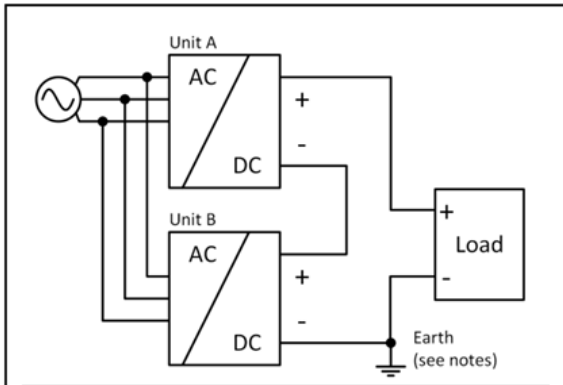 Unit A
AC
+
-
DC
Unit B
AC
+
-
DC
+
Load
-
Earth
(see notes)